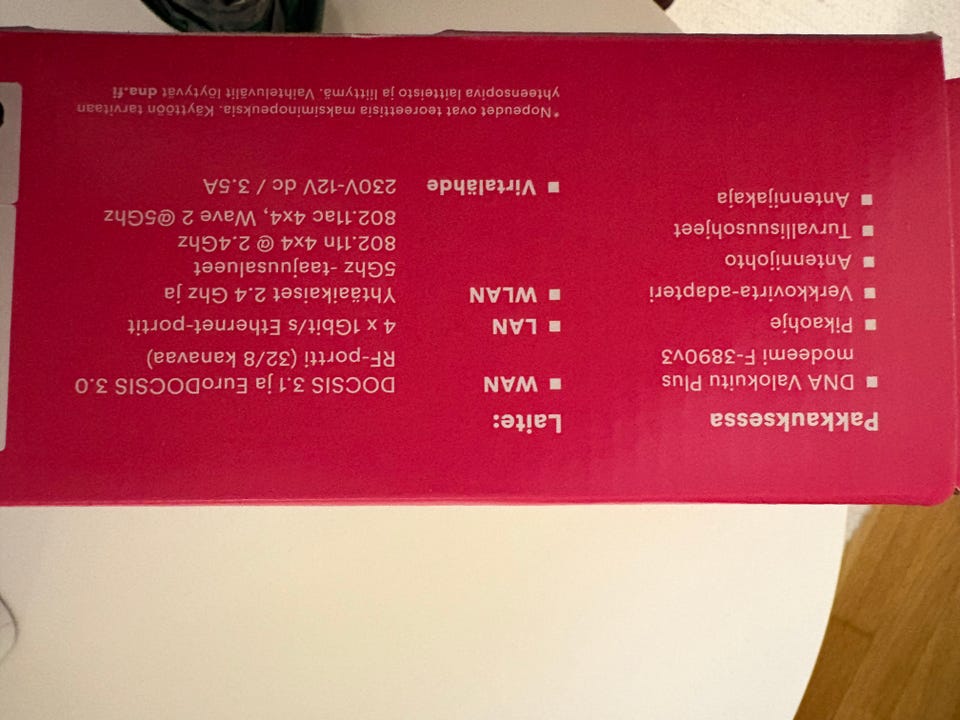 Pakkauksessa
■ DNA Valokuitu Plus
modeemi F-3890v3
■ Pikaohje
■ Verkkovirta-adapteri
■ Antennijohto
■ Turvallisuusohjeet
■ Antennijakaja
Laite:
■ WAN DOCSIS 3.1 ja EuroDOCSIS 3.0
RF-portti (32/8 kanavaa)
■ LAN 4 x 1Gbit/s Ethernet-portit
■ WLAN Yhtäaikaiset 2.4 Ghz ja
5Ghz -taajuusalueet
802.11n 4x4 @ 2.4Ghz
802.11ac 4x4, Wave 2 @5Ghz
■ Virtalähde 230V-12V dc / 3.5A
*Nopeudet ovat teoreettisia maksiminopeuksia. Käyttöön tarvitaan
yhteensopiva laitteisto ja liittymä. Vaihteluvälit löytyvät dna.fi